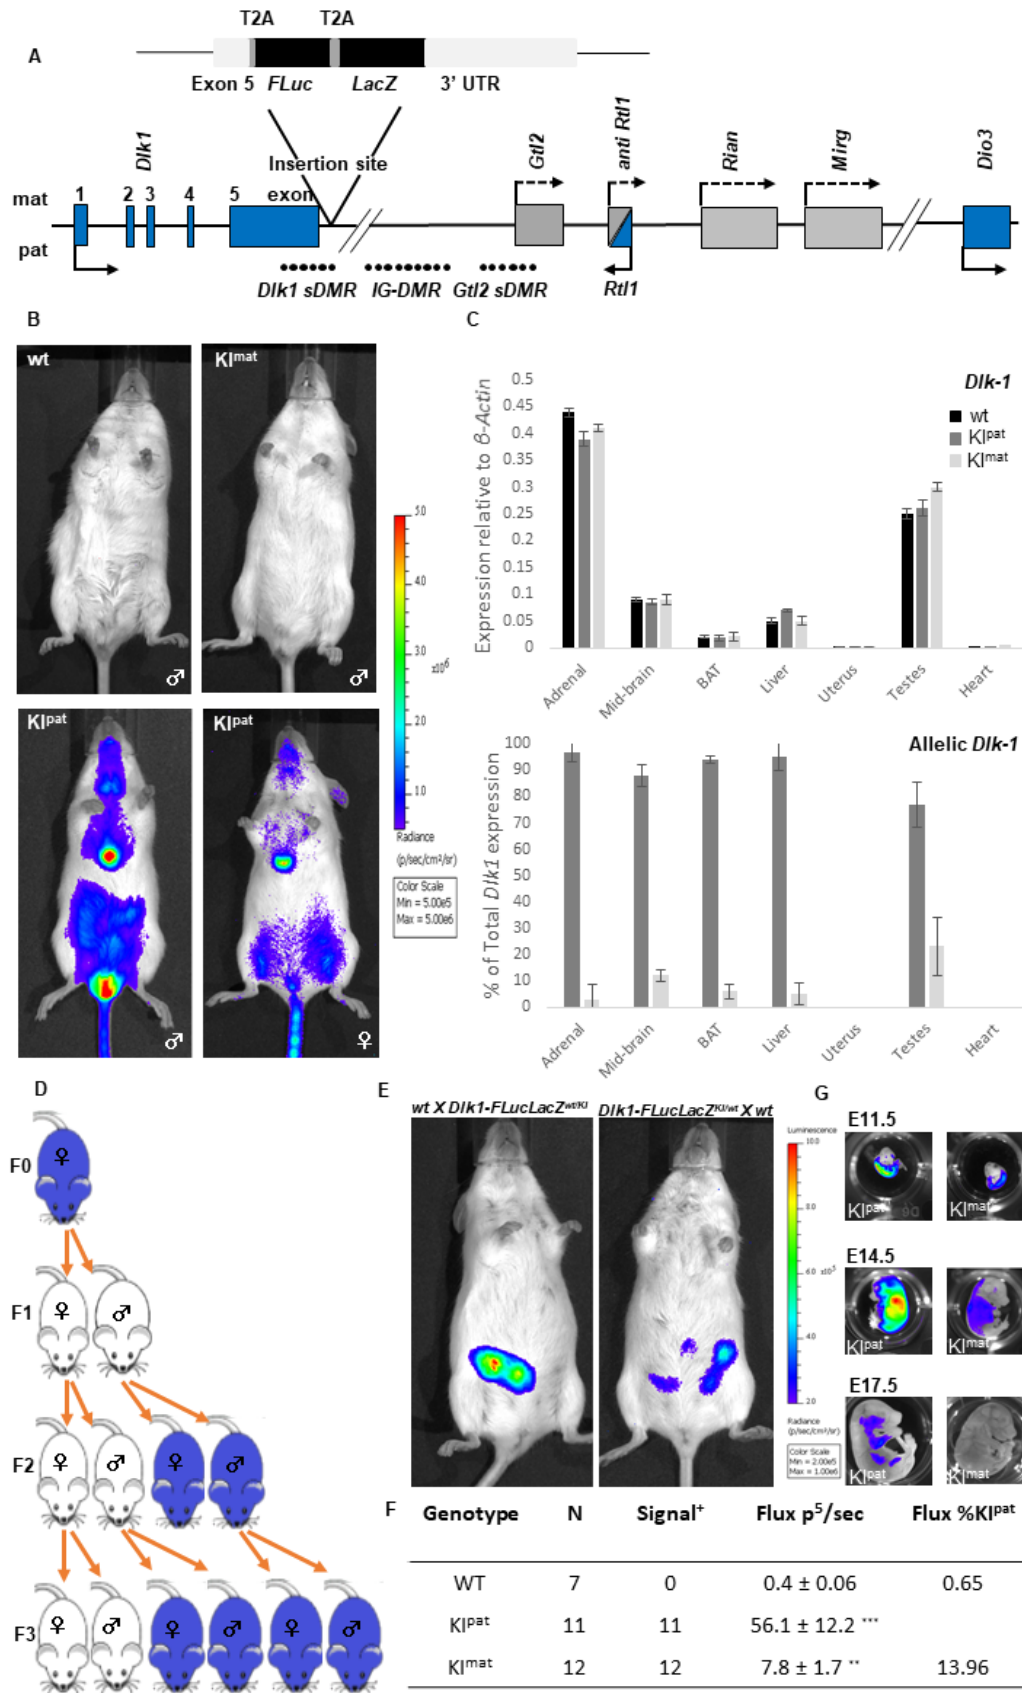 T2A T2A
A
Exon 5 FLuc LacZ 3' UTR
Dlk1 Insertion site Gtl2 anti Rtl1 Rian Mirg Dio3
mat 1 2 3 4 5 exon
pat
Dlk1 sDMR IG-DMR Gtl2 sDMR Rtl1
B
wt ♂
KI^mat ♂
KI^pat ♂
KI^pat ♀
5.0
4.0
3.0
x10^6
2.0
1.0
Radiance
(p/sec/cm²/sr)
Color Scale
Min = 5.00e5
Max = 5.00e6
C
Dlk-1
wt
KI^pat
KI^mat
Expression relative to β-Actin
0.5
0.45
0.4
0.35
0.3
0.25
0.2
0.15
0.1
0.05
0
Adrenal Mid-brain BAT Liver Uterus Testes Heart
Allelic Dlk-1
% of Total Dlk1 expression
100
90
80
70
60
50
40
30
20
10
0
Adrenal Mid-brain BAT Liver Uterus Testes Heart
D
F0 ♀
F1 ♀ ♂
F2 ♀ ♂ ♀ ♂
F3 ♀ ♂ ♀ ♂ ♀ ♂
E
wt X Dlk1-FLucLacZ^wt/KI Dlk1-FLucLacZ^KI/wt X wt
Luminescence
10.0
8.0
6.0 x10^5
4.0
2.0
Radiance
(p/sec/cm²/sr)
Color Scale
Min = 2.00e5
Max = 1.00e6
G
E11.5
KI^pat KI^mat
E14.5
KI^pat KI^mat
E17.5
KI^pat KI^mat
F
Genotype N Signal⁺ Flux p⁵/sec Flux %KI^pat
WT 7 0 0.4 ± 0.06 0.65
KI^pat 11 11 56.1 ± 12.2 ***
KI^mat 12 12 7.8 ± 1.7 ** 13.96